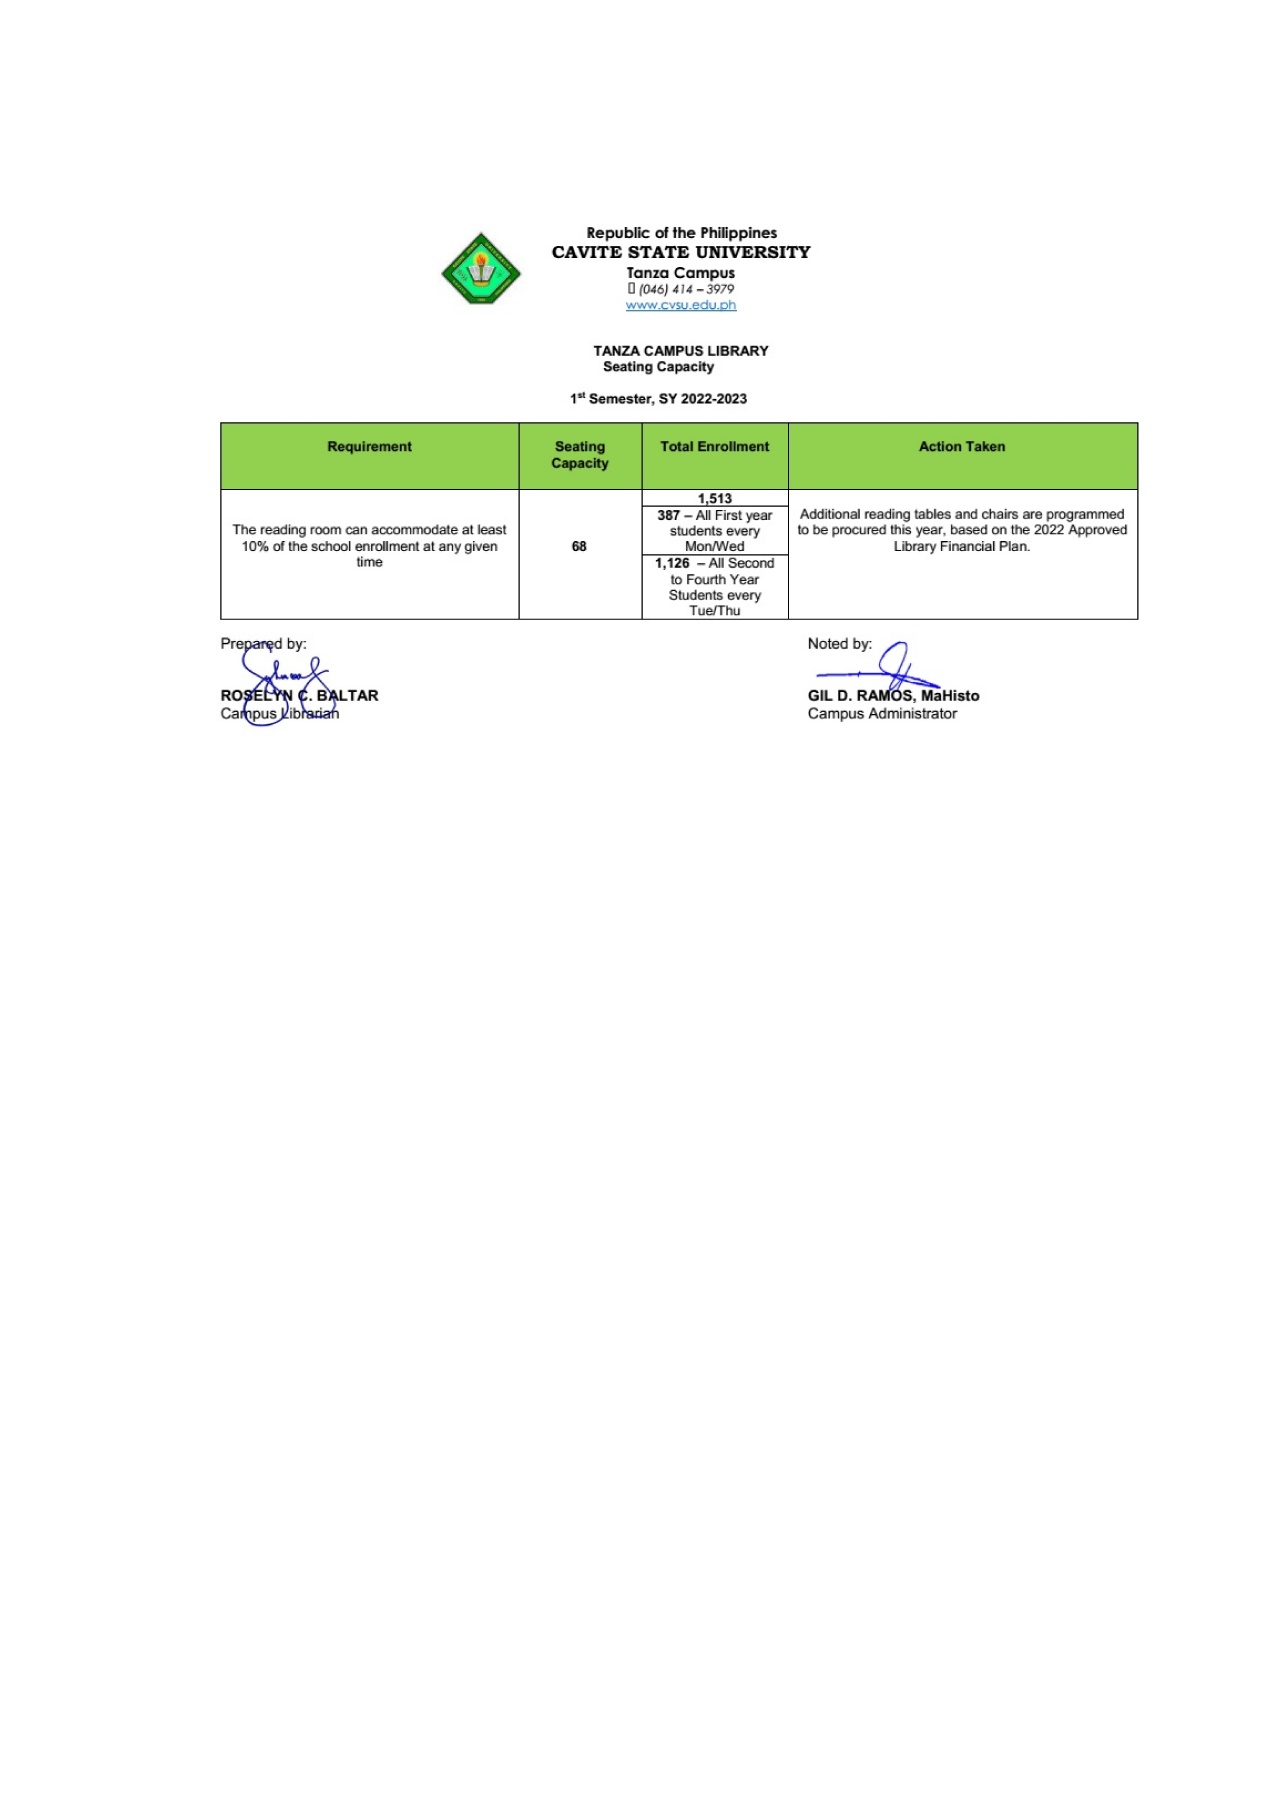 Republic of the Philippines
CAVITE STATE UNIVERSITY
Tanza Campus
(046) 414 – 3979
www.cvsu.edu.ph
TANZA CAMPUS LIBRARY
Seating Capacity
1st Semester, SY 2022-2023
Requirement
Seating
Capacity
Total Enrollment
Action Taken
The reading room can accommodate at least
10% of the school enrollment at any given
time
68
1,513
387 – All First year
students every
Mon/Wed
1,126 – All Second
to Fourth Year
Students every
Tue/Thu
Additional reading tables and chairs are programmed
to be procured this year, based on the 2022 Approved
Library Financial Plan.
Prepared by:
ROSELYN C. BALTAR
Campus Librarian
Noted by:
GIL D. RAMOS, MaHisto
Campus Administrator